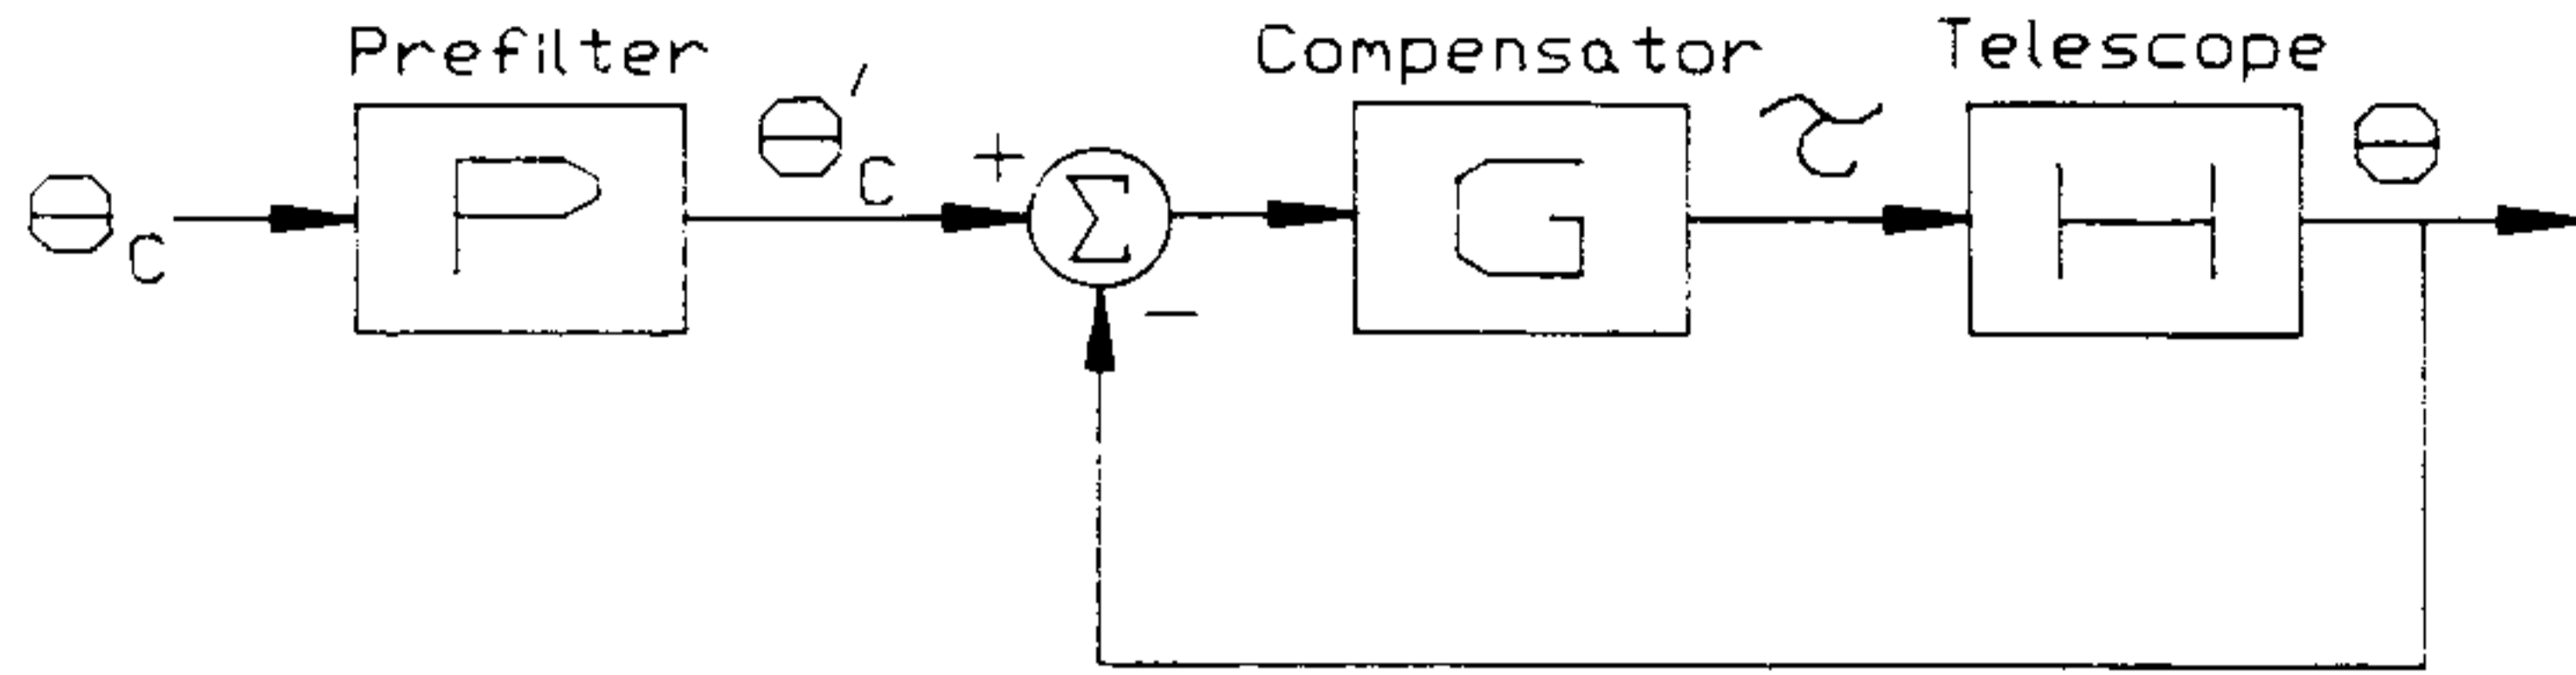 Prefilter
Compensator
Telescope
Θc
P
Θ'c
+
Σ
−
G
τ
H
Θ